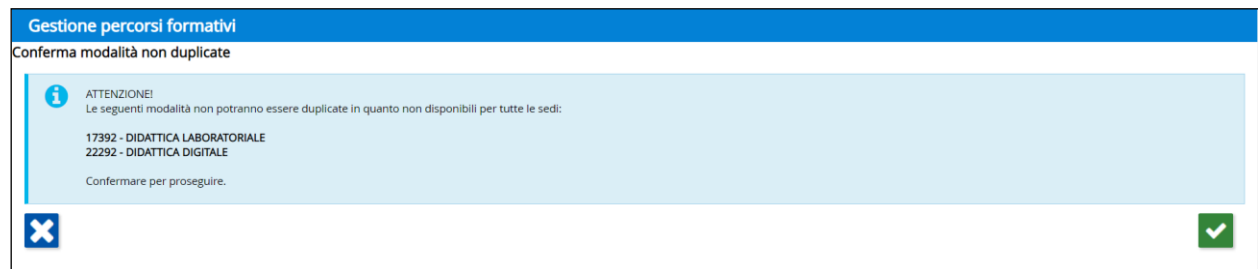 Gestione percorsi formativi
Conferma modalità non duplicate
ATTENZIONE!
Le seguenti modalità non potranno essere duplicate in quanto non disponibili per tutte le sedi:
17392 - DIDATTICA LABORATORIALE
22292 - DIDATTICA DIGITALE
Confermare per proseguire.